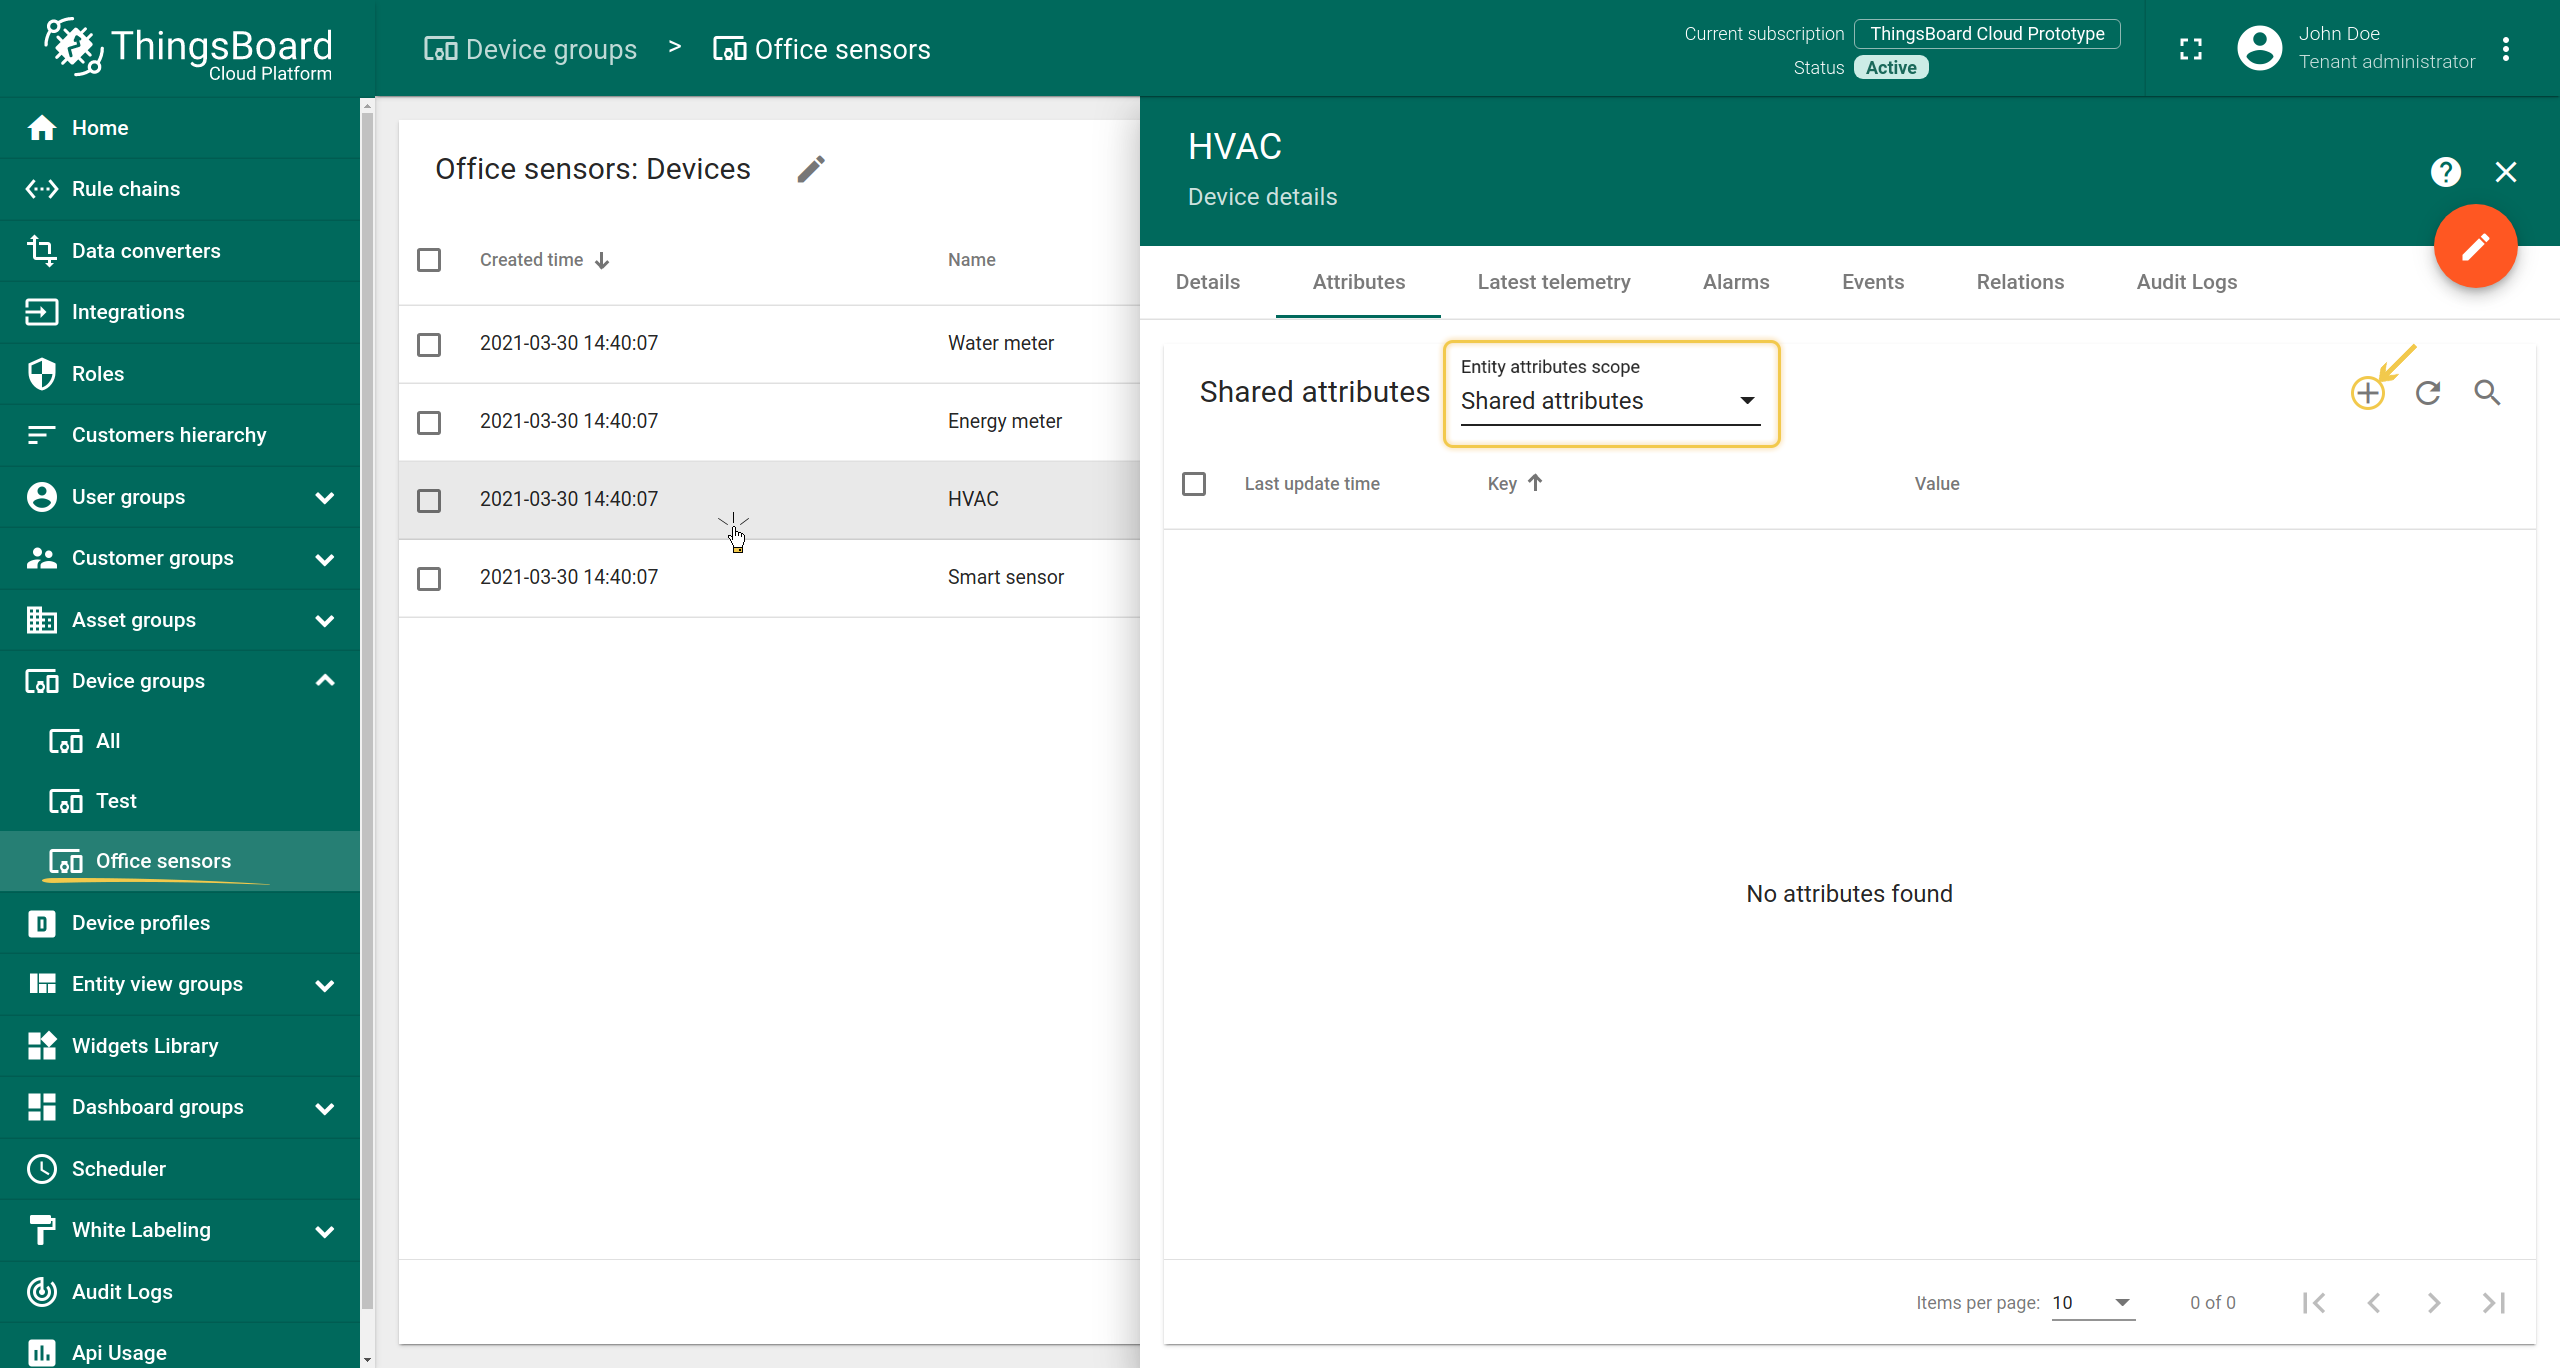 ThingsBoard
Cloud Platform
Device groups > Office sensors
Current subscription ThingsBoard Cloud Prototype
Status Active
John Doe
Tenant administrator
Home
Rule chains
Data converters
Integrations
Roles
Customers hierarchy
User groups
Customer groups
Asset groups
Device groups
All
Test
Office sensors
Device profiles
Entity view groups
Widgets Library
Dashboard groups
Scheduler
White Labeling
Audit Logs
Api Usage
Office sensors: Devices
Created time Name
2021-03-30 14:40:07 Water meter
2021-03-30 14:40:07 Energy meter
2021-03-30 14:40:07 HVAC
2021-03-30 14:40:07 Smart sensor
HVAC
Device details
Details Attributes Latest telemetry Alarms Events Relations Audit Logs
Entity attributes scope
Shared attributes Shared attributes
Last update time Key Value
No attributes found
Items per page: 10 0 of 0